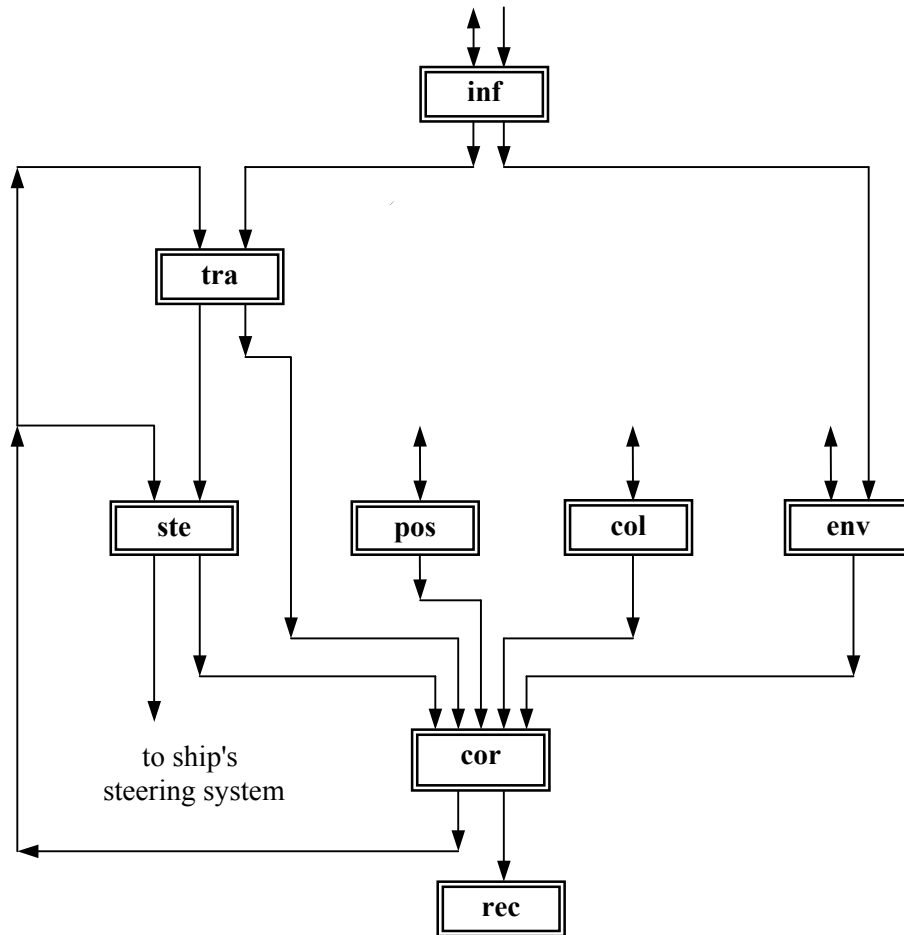 inf
tra
ste
pos
col
env
cor
to ship's
steering system
rec